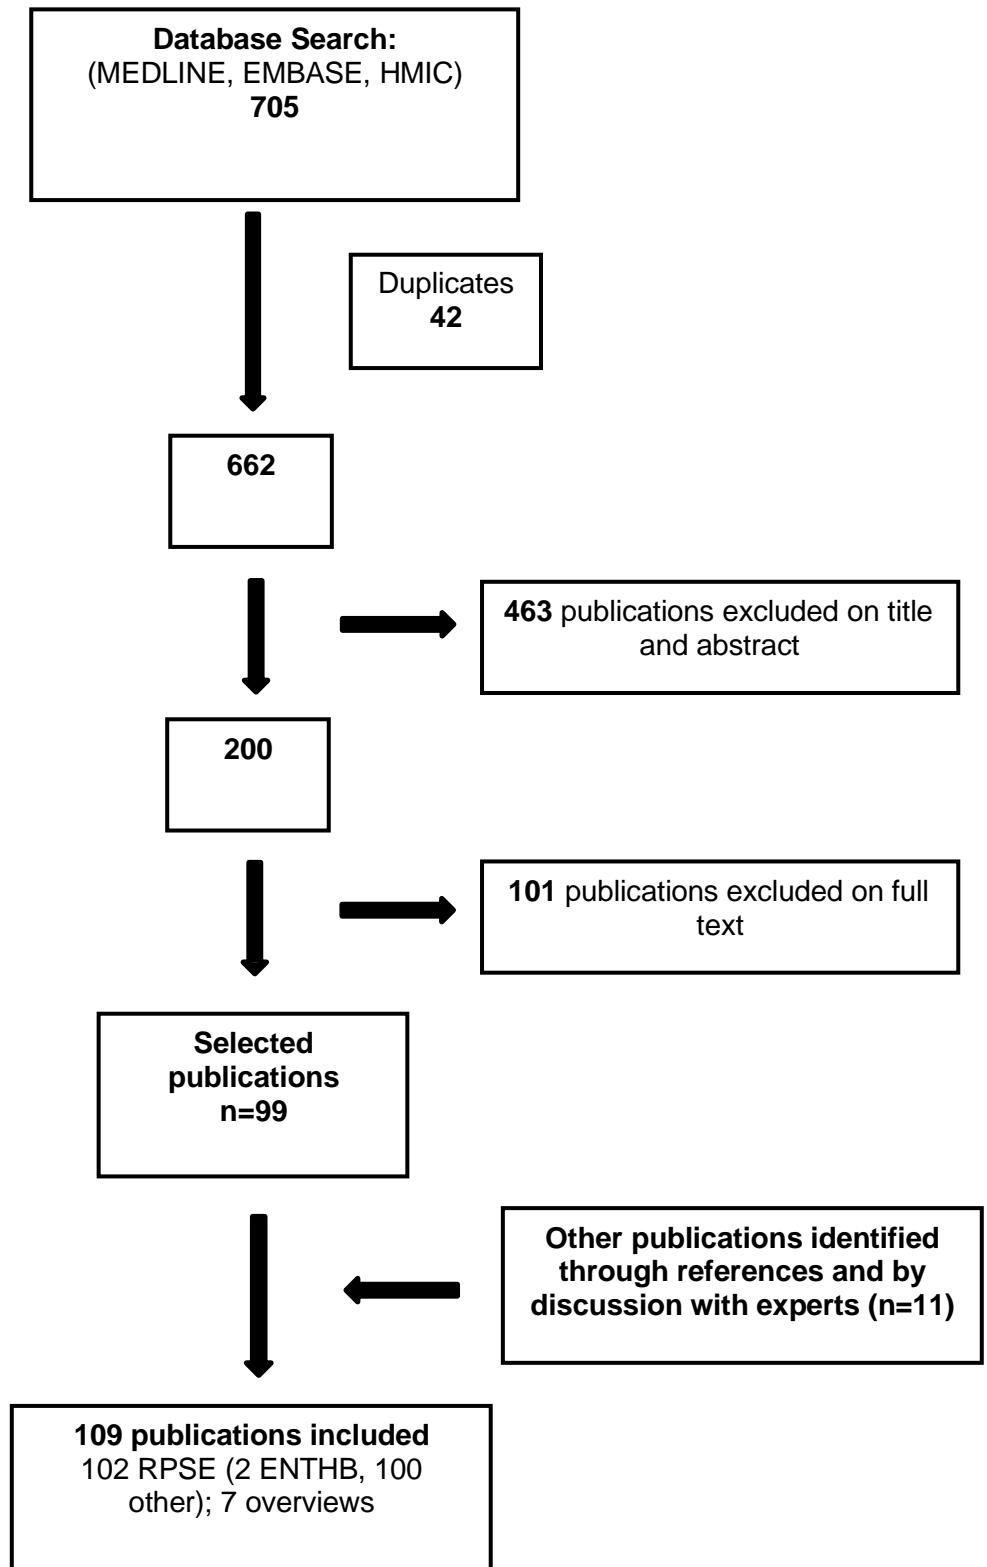 Database Search:
(MEDLINE, EMBASE, HMIC)
705
Duplicates
42
662
463 publications excluded on title
and abstract
200
101 publications excluded on full
text
Selected
publications
n=99
Other publications identified
through references and by
discussion with experts (n=11)
109 publications included
102 RPSE (2 ENTHB, 100
other); 7 overviews